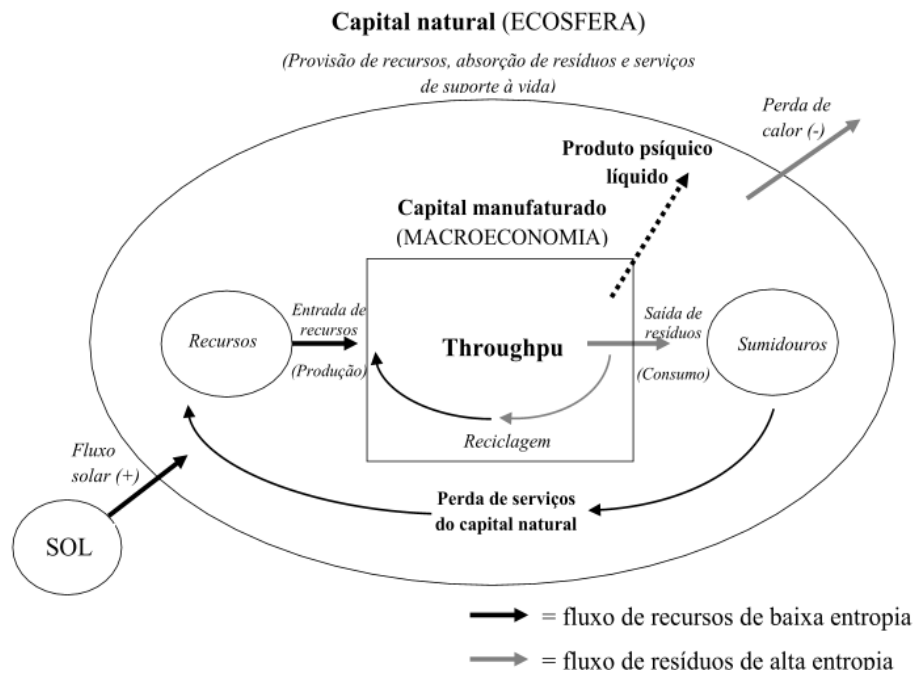 Capital natural (ECOSFERA)
(Provisão de recursos, absorção de resíduos e serviços
de suporte à vida)
Perda de
calor (-)
Produto psíquico
líquido
Capital manufaturado
(MACROECONOMIA)
Entrada de
recursos
(Produção)
Recursos
Throughpu
Saída de
resíduos
(Consumo)
Sumidouros
Reciclagem
Fluxo
solar (+)
SOL
Perda de serviços
do capital natural
= fluxo de recursos de baixa entropia
= fluxo de resíduos de alta entropia